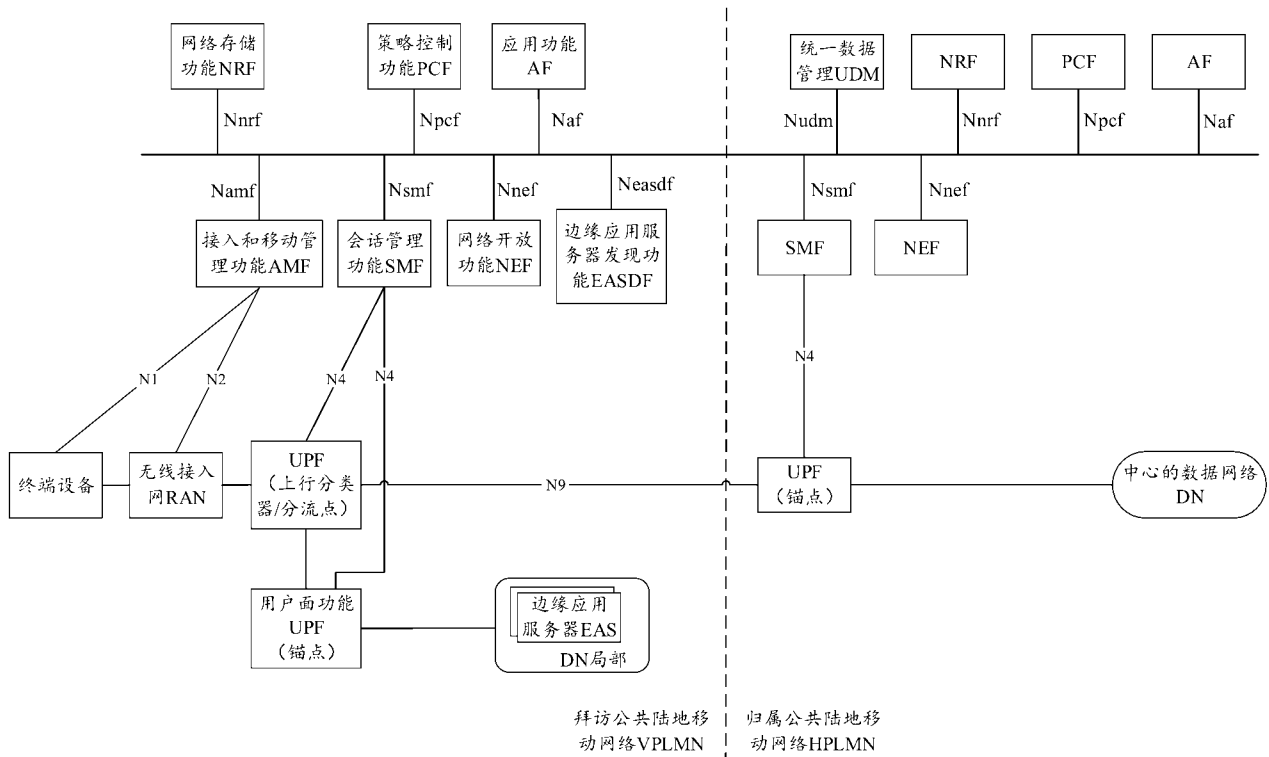 网络存储
功能NRF
策略控制
功能PCF
应用功能
AF
统一数据
管理UDM
NRF
PCF
AF
Nnrf
Npcf
Naf
Nudm
Nnrf
Npcf
Naf
Namf
Nsmf
Nnef
Neasdf
Nsmf
Nnef
接入和移动管
理功能AMF
会话管理
功能SMF
网络开放
功能NEF
边缘应用服
务器发现功
能EASDF
SMF
NEF
N1
N2
N4
N4
N4
终端设备
无线接入
网RAN
UPF
（上行分类
器/分流点）
N9
UPF
（锚点）
中心的数据网络
DN
用户面功能
UPF
（锚点）
边缘应用
服务器EAS
DN局部
拜访公共陆地移
动网络VPLMN
归属公共陆地移
动网络HPLMN